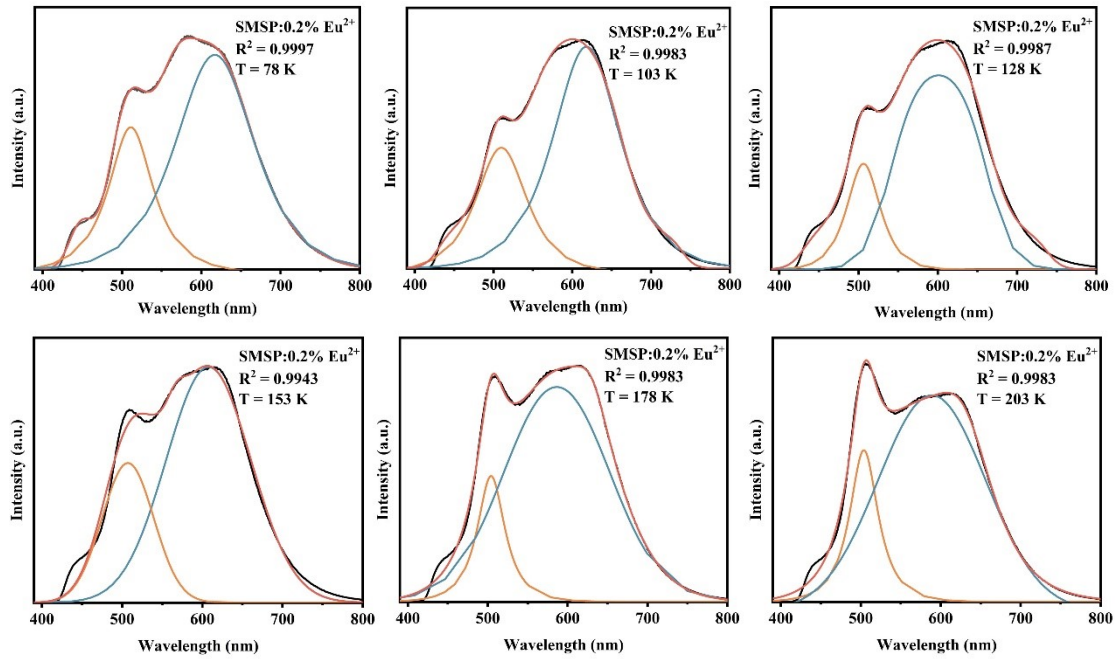 SMSP:0.2% Eu²⁺
R² = 0.9997
T = 78 K
Intensity (a.u.)
400 500 600 700 800
Wavelength (nm)
SMSP:0.2% Eu²⁺
R² = 0.9983
T = 103 K
Intensity (a.u.)
400 500 600 700 800
Wavelength (nm)
SMSP:0.2% Eu²⁺
R² = 0.9987
T = 128 K
Intensity (a.u.)
400 500 600 700 800
Wavelength (nm)
SMSP:0.2% Eu²⁺
R² = 0.9943
T = 153 K
Intensity (a.u.)
400 500 600 700 800
Wavelength (nm)
SMSP:0.2% Eu²⁺
R² = 0.9983
T = 178 K
Intensity (a.u.)
400 500 600 700 800
Wavelength (nm)
SMSP:0.2% Eu²⁺
R² = 0.9983
T = 203 K
Intensity (a.u.)
400 500 600 700 800
Wavelength (nm)